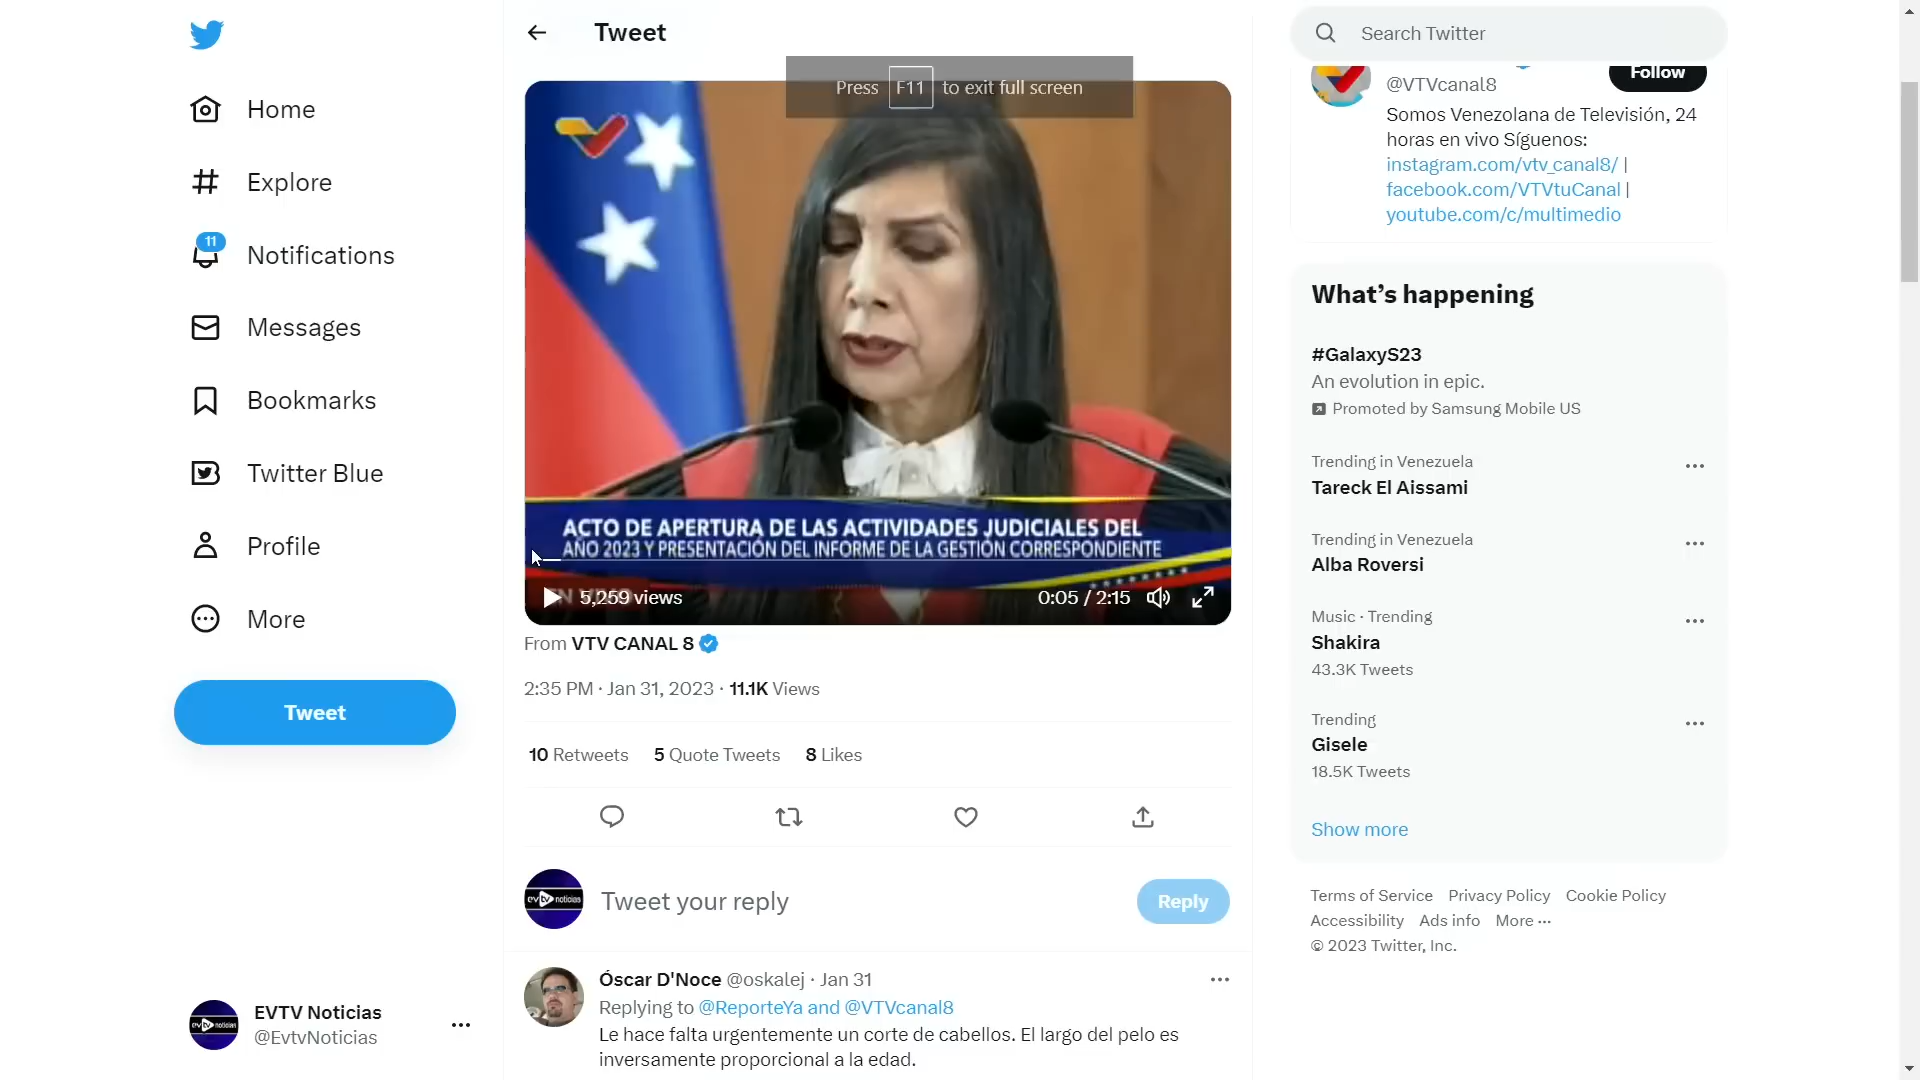 Home
Explore
11
Notifications
Messages
Bookmarks
Twitter Blue
Profile
More
Tweet
EVTV Noticias
@EvtvNoticias
Tweet
Press F11 to exit full screen
ACTO DE APERTURA DE LAS ACTIVIDADES JUDICIALES DEL
AÑO 2023 Y PRESENTACIÓN DEL INFORME DE LA GESTIÓN CORRESPONDIENTE
5,259 views
0:05 / 2:15
From VTV CANAL 8
2:35 PM · Jan 31, 2023 · 11.1K Views
10 Retweets 5 Quote Tweets 8 Likes
evtv noticias
Tweet your reply
Reply
Óscar D'Noce @oskalej · Jan 31
Replying to @ReporteYa and @VTVcanal8
Le hace falta urgentemente un corte de cabellos. El largo del pelo es
inversamente proporcional a la edad.
Search Twitter
Follow
@VTVcanal8
Somos Venezolana de Televisión, 24
horas en vivo Síguenos:
instagram.com/vtv_canal8/ |
facebook.com/VTVtuCanal |
youtube.com/c/multimedio
What's happening
#GalaxyS23
An evolution in epic.
Promoted by Samsung Mobile US
Trending in Venezuela
Tareck El Aissami
Trending in Venezuela
Alba Roversi
Music · Trending
Shakira
43.3K Tweets
Trending
Gisele
18.5K Tweets
Show more
Terms of Service Privacy Policy Cookie Policy
Accessibility Ads info More ···
© 2023 Twitter, Inc.